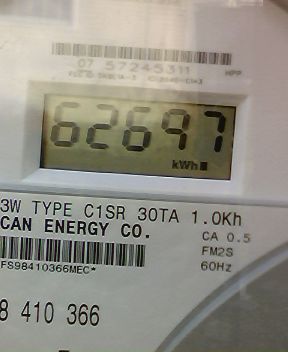 07 57245311 HPP
62697
kWh
3W TYPE C1SR 30TA 1.0Kh
CAN ENERGY CO.
CA 0.5
FM2S
*FS98410366MEC*
60Hz
8 410 366